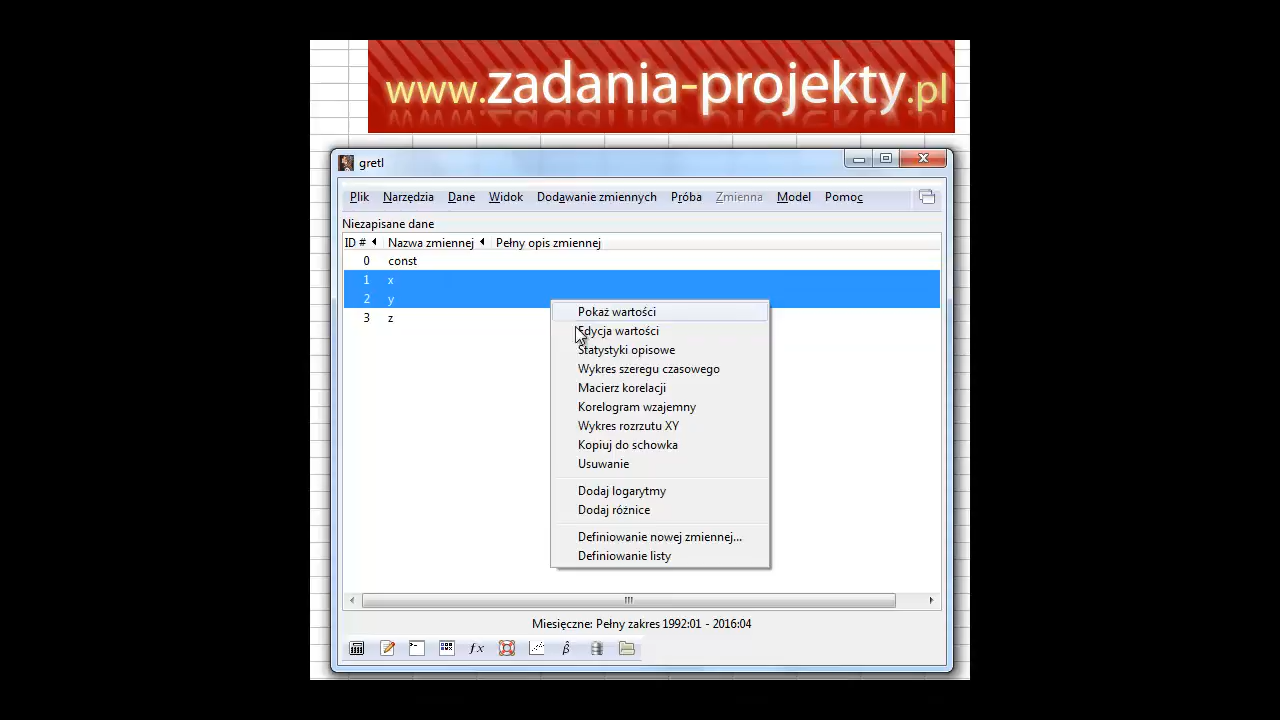 www.zadania-projekty.pl
gretl
Plik Narzędzia Dane Widok Dodawanie zmiennych Próba Zmienna Model Pomoc
Niezapisane dane
ID # Nazwa zmiennej Pełny opis zmiennej
0 const
1 x
2 y
3 z
Pokaż wartości
Edycja wartości
Statystyki opisowe
Wykres szeregu czasowego
Macierz korelacji
Korelogram wzajemny
Wykres rozrzutu XY
Kopiuj do schowka
Usuwanie
Dodaj logarytmy
Dodaj różnice
Definiowanie nowej zmiennej...
Definiowanie listy
Miesięczne: Pełny zakres 1992:01 - 2016:04
fx β̂